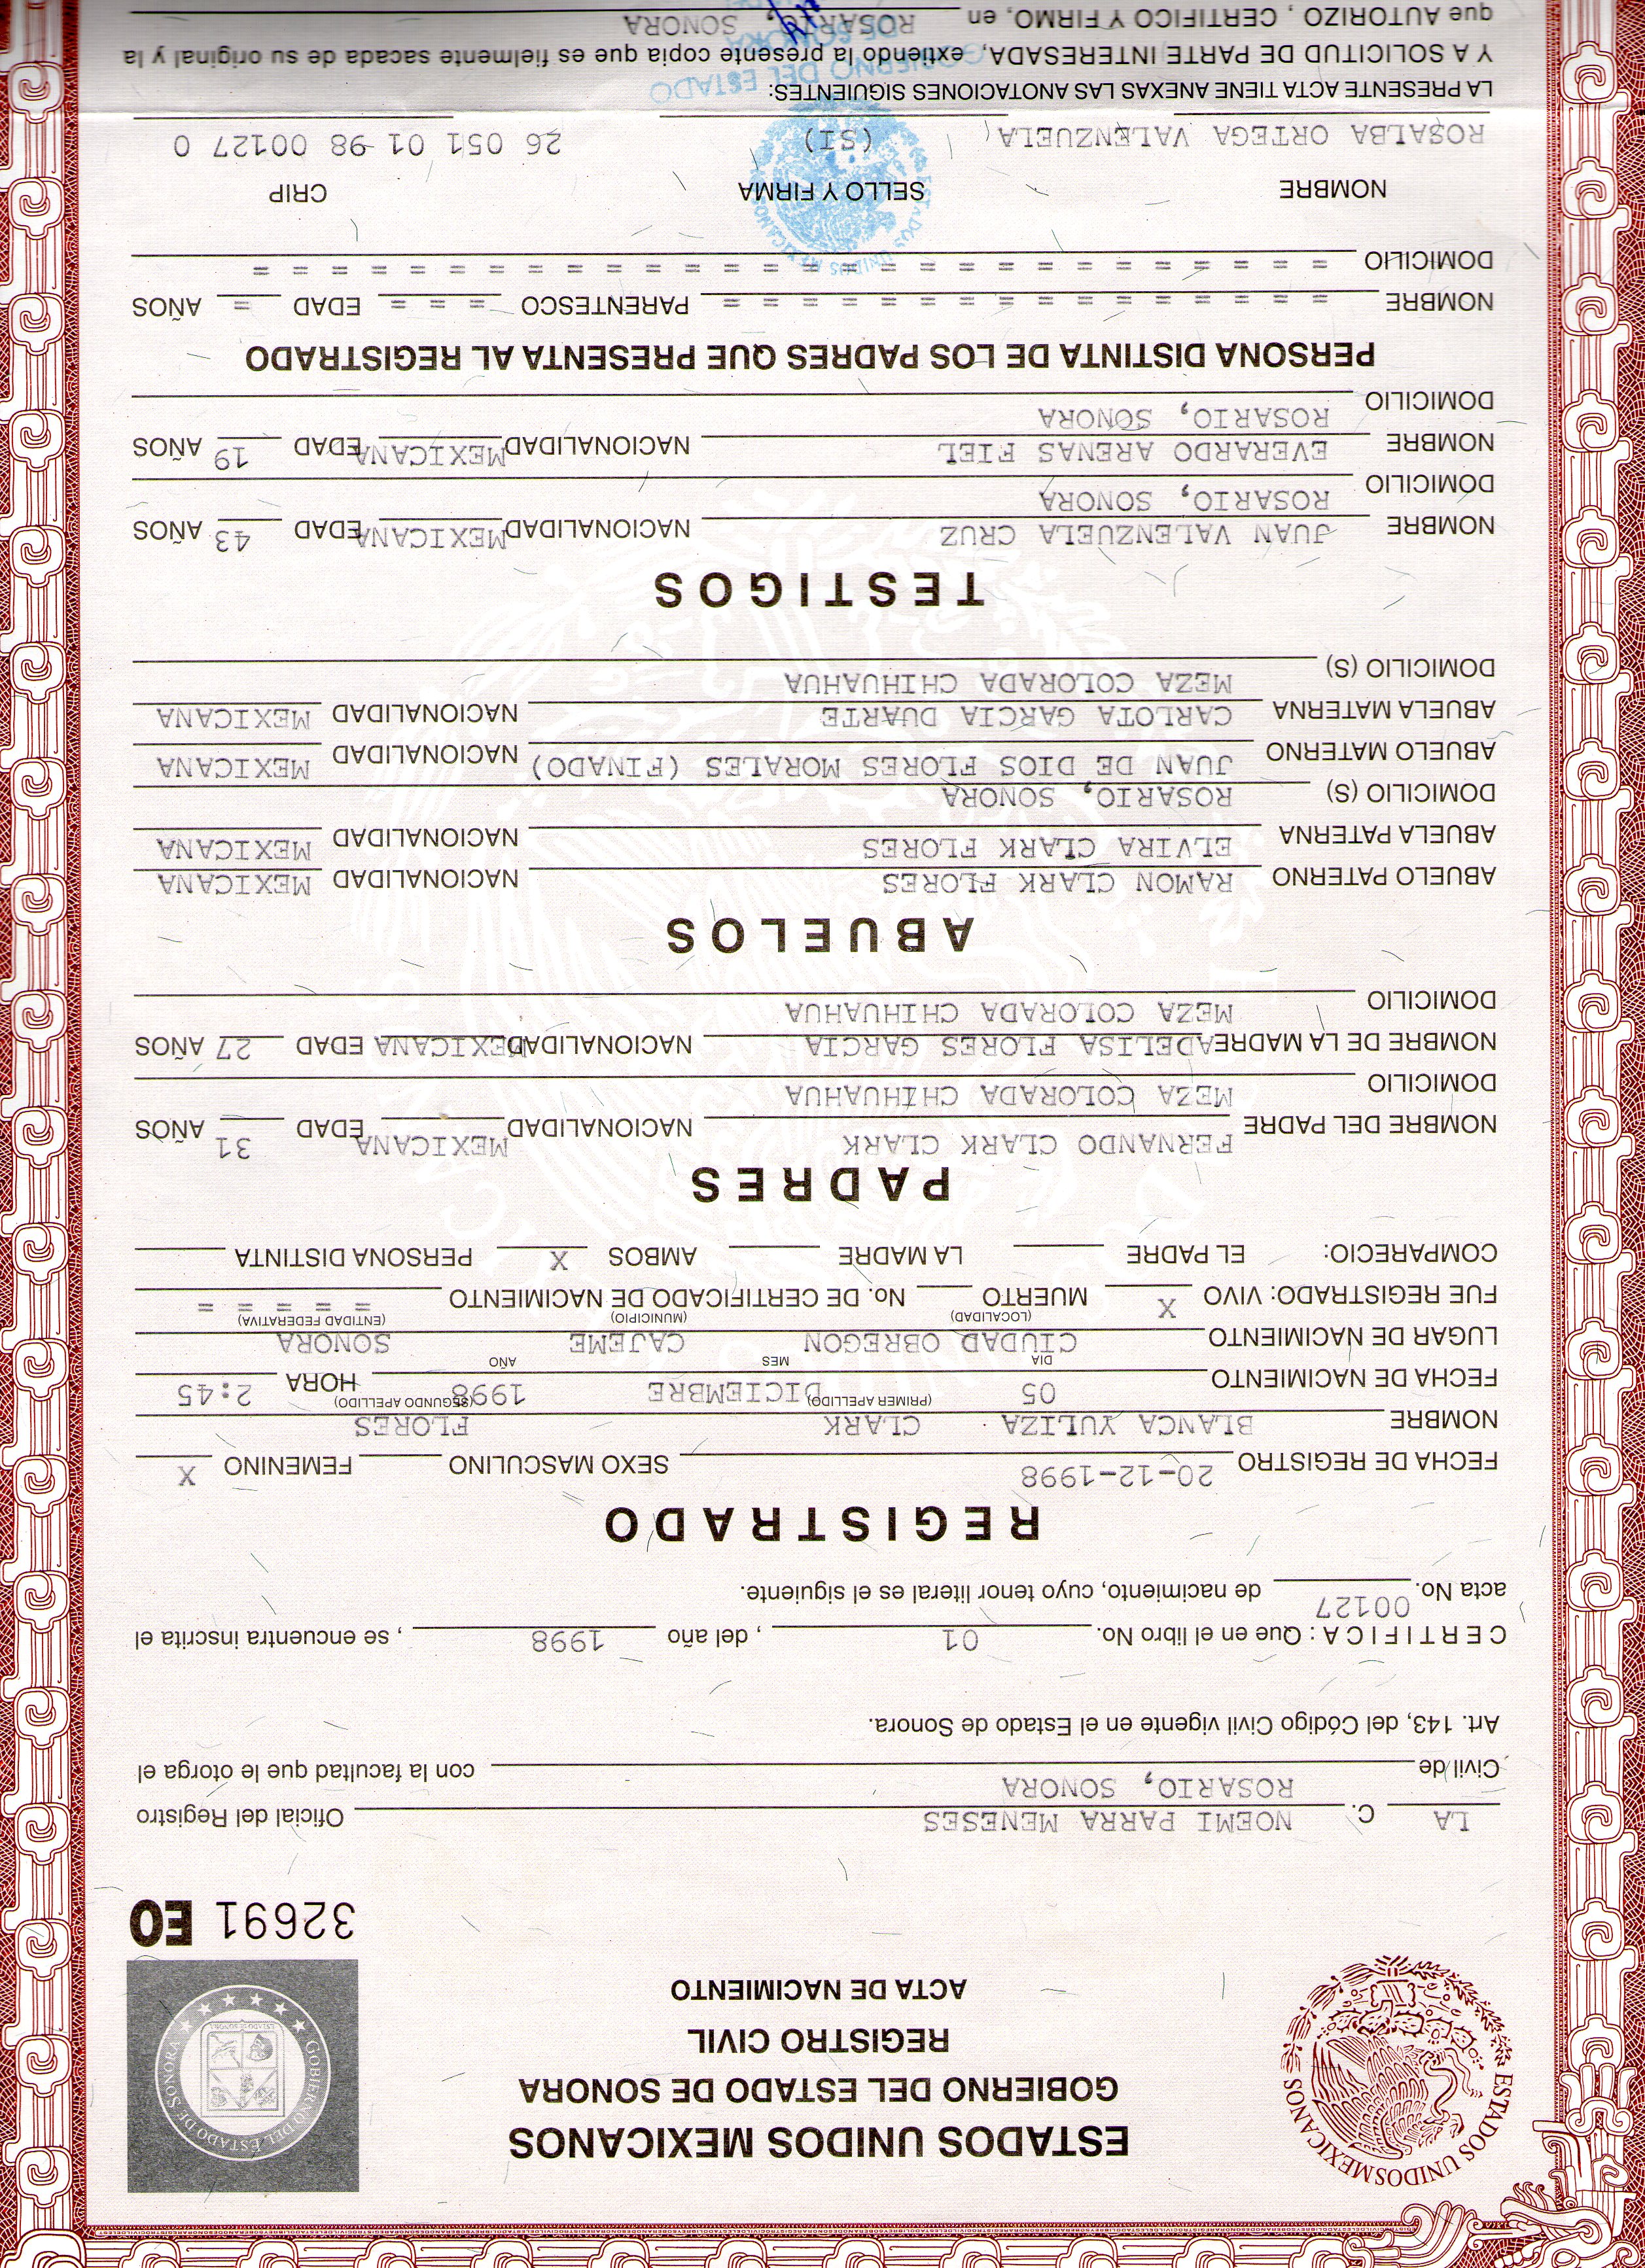 ESTADOS UNIDOS MEXICANOS
ESTADOS UNIDOS MEXICANOS
GOBIERNO DEL ESTADO DE SONORA
REGISTRO CIVIL
ACTA DE NACIMIENTO
GOBIERNO DEL ESTADO DE SONORA
ESTADO DE SONORA
32691 EO
LA C. NOEMI PARRA MENESES Oficial del Registro
Civil de ROSARIO, SONORA con la facultad que le otorga el
Art. 143, del Código Civil vigente en el Estado de Sonora.
CERTIFICA: Que en el libro No. 01 , del año 1998 , se encuentra inscrita el
acta No. 00127 de nacimiento, cuyo tenor literal es el siguiente.
REGISTRADO
FECHA DE REGISTRO 20-12-1998 SEXO MASCULINO FEMENINO X
NOMBRE BLANCA YULIZA CLARK FLORES
(PRIMER APELLIDO) (SEGUNDO APELLIDO)
FECHA DE NACIMIENTO 05 DICIEMBRE 1998 HORA 2:45
DIA MES AÑO
LUGAR DE NACIMIENTO CIUDAD OBREGON CAJEME SONORA
(LOCALIDAD) (MUNICIPIO) (ENTIDAD FEDERATIVA)
FUE REGISTRADO: VIVO X MUERTO No. DE CERTIFICADO DE NACIMIENTO = = = = =
COMPARECIO: EL PADRE LA MADRE AMBOS X PERSONA DISTINTA
PADRES
NOMBRE DEL PADRE FERNANDO CLARK CLARK NACIONALIDAD MEXICANA EDAD 31 AÑOS
DOMICILIO MEZA COLORADA CHIHUAHUA
NOMBRE DE LA MADRE ADELISA FLORES GARCIA NACIONALIDAD MEXICANA EDAD 27 AÑOS
DOMICILIO MEZA COLORADA CHIHUAHUA
ABUELOS
ABUELO PATERNO RAMON CLARK FLORES NACIONALIDAD MEXICANA
ABUELA PATERNA ELVIRA CLARK FLORES NACIONALIDAD MEXICANA
DOMICILIO (S) ROSARIO, SONORA
ABUELO MATERNO JUAN DE DIOS FLORES MORALES (FINADO) NACIONALIDAD MEXICANA
ABUELA MATERNA CARLOTA GARCIA DUARTE NACIONALIDAD MEXICANA
DOMICILIO (S) MEZA COLORADA CHIHUAHUA
TESTIGOS
NOMBRE JUAN VALENZUELA CRUZ NACIONALIDAD MEXICANA EDAD 43 AÑOS
DOMICILIO ROSARIO, SONORA
NOMBRE EVERARDO ARENAS FIEL NACIONALIDAD MEXICANA EDAD 19 AÑOS
DOMICILIO ROSARIO, SONORA
PERSONA DISTINTA DE LOS PADRES QUE PRESENTA AL REGISTRADO
NOMBRE = = = = = = = = = = = = = = = = PARENTESCO = = = EDAD = AÑOS
DOMICILIO = = = = = = = = = = = = = = = = = = = = = = = = = = = =
NOMBRE SELLO Y FIRMA CRIP
ROSALBA ORTEGA VALENZUELA (SI) 26 051 01 98 00127 0
LA PRESENTE ACTA TIENE ANEXAS LAS ANOTACIONES SIGUIENTES:
Y A SOLICITUD DE PARTE INTERESADA, extiendo la presente copia que es fielmente sacada de su original y la
que AUTORIZO , CERTIFICO Y FIRMO, en ROSARIO, SONORA
UNIDOS MEXICANOS
GOBIERNO DEL ESTADO
DE SONORA